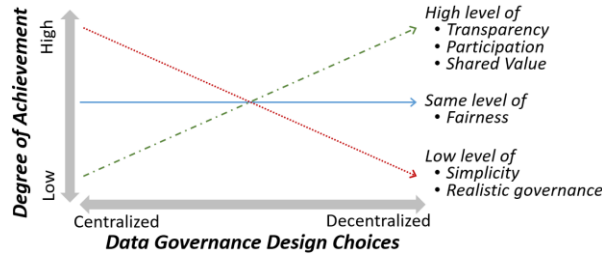 Degree of Achievement
High
Low
High level of
• Transparency
• Participation
• Shared Value
Same level of
• Fairness
Low level of
• Simplicity
• Realistic governance
Centralized
Decentralized
Data Governance Design Choices